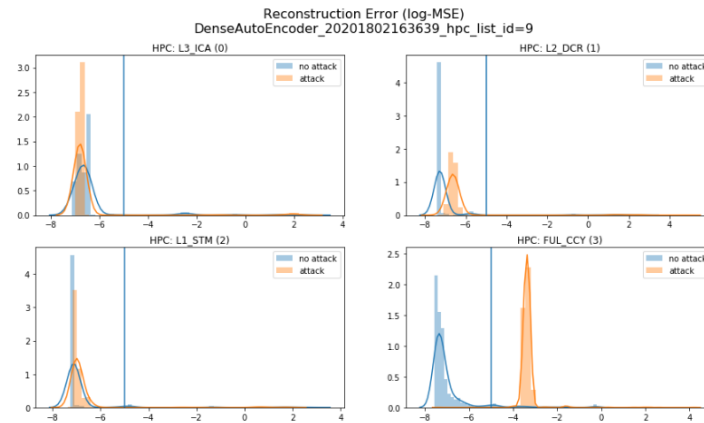 Reconstruction Error (log-MSE)
DenseAutoEncoder_20201802163639_hpc_list_id=9
HPC: L3_ICA (0)
no attack
attack
3.0
2.5
2.0
1.5
1.0
0.5
0.0
−8 −6 −4 −2 0 2 4
HPC: L2_DCR (1)
no attack
attack
4
3
2
1
0
−8 −6 −4 −2 0 2 4
HPC: L1_STM (2)
no attack
attack
4
3
2
1
0
−8 −6 −4 −2 0 2 4
HPC: FUL_CCY (3)
no attack
attack
2.5
2.0
1.5
1.0
0.5
0.0
−8 −6 −4 −2 0 2 4